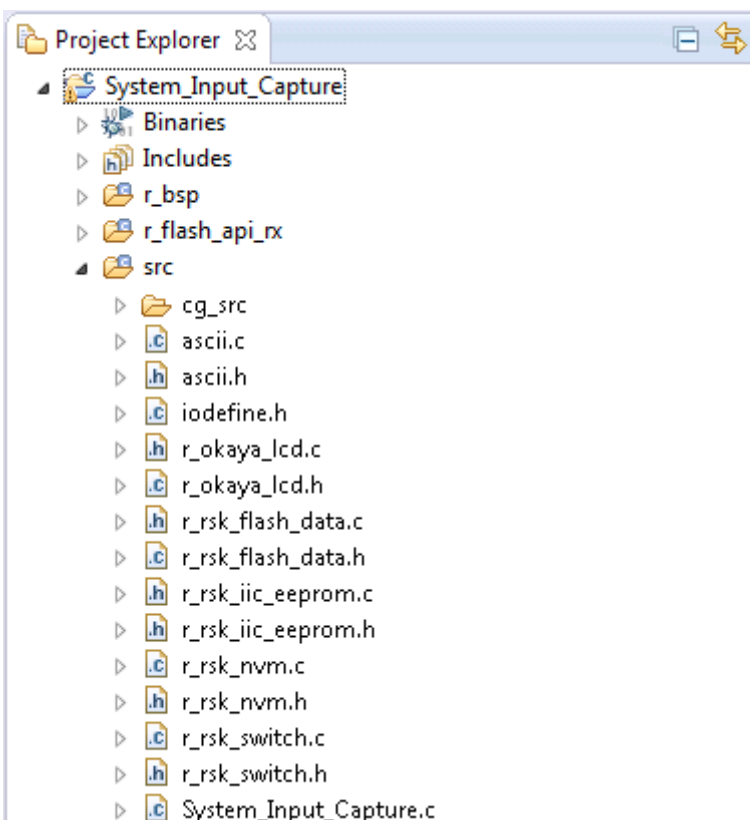 Project Explorer
System_Input_Capture
Binaries
Includes
r_bsp
r_flash_api_rx
src
cg_src
.c ascii.c
.h ascii.h
.c iodefine.h
.h r_okaya_lcd.c
.c r_okaya_lcd.h
.h r_rsk_flash_data.c
.c r_rsk_flash_data.h
.h r_rsk_iic_eeprom.c
.h r_rsk_iic_eeprom.h
.c r_rsk_nvm.c
.h r_rsk_nvm.h
.c r_rsk_switch.c
.h r_rsk_switch.h
.c System_Input_Capture.c